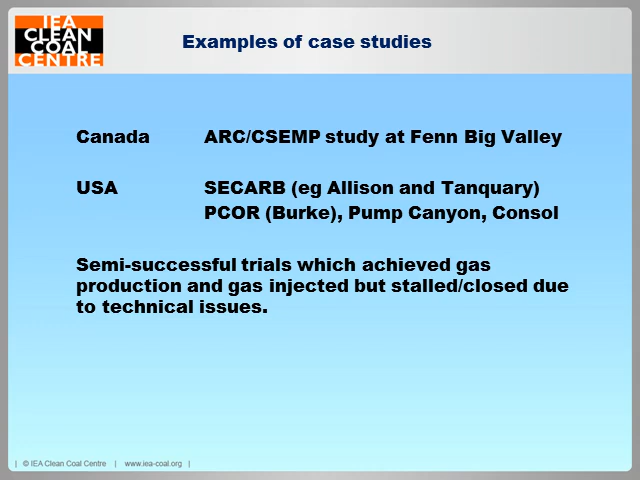 IEA
CLEAN
COAL
CENTRE
Examples of case studies
Canada ARC/CSEMP study at Fenn Big Valley
USA SECARB (eg Allison and Tanquary)
PCOR (Burke), Pump Canyon, Consol
Semi-successful trials which achieved gas
production and gas injected but stalled/closed due
to technical issues.
| © IEA Clean Coal Centre | www.iea-coal.org |